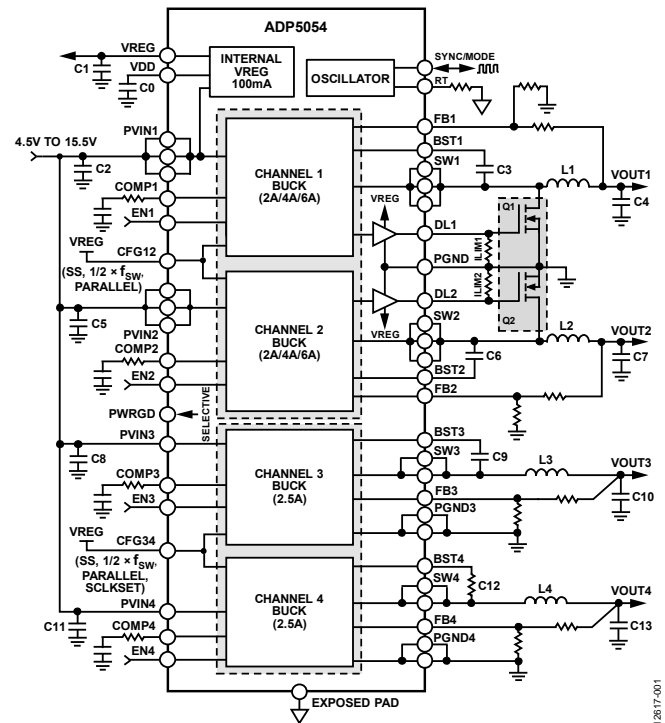 ADP5054
VREG
C1
VDD
C0
INTERNAL
VREG
100mA
OSCILLATOR
SYNC/MODE
RT
4.5V TO 15.5V
PVIN1
C2
COMP1
EN1
VREG
CFG12
(SS, 1/2 × fSW,
PARALLEL)
CHANNEL 1
BUCK
(2A/4A/6A)
FB1
BST1
SW1
C3
L1
VOUT1
C4
VREG
DL1
Q1
ILIM1
PGND
ILIM2
DL2
VREG
Q2
C5
PVIN2
COMP2
EN2
CHANNEL 2
BUCK
(2A/4A/6A)
SW2
L2
VOUT2
C6
C7
BST2
FB2
PWRGD
SELECTIVE
PVIN3
C8
COMP3
EN3
VREG
CFG34
(SS, 1/2 × fSW,
PARALLEL,
SCLKSET)
CHANNEL 3
BUCK
(2.5A)
BST3
SW3
C9
L3
VOUT3
FB3
C10
PGND3
PVIN4
C11
COMP4
EN4
CHANNEL 4
BUCK
(2.5A)
BST4
SW4
C12
L4
VOUT4
FB4
C13
PGND4
EXPOSED PAD
12617-001